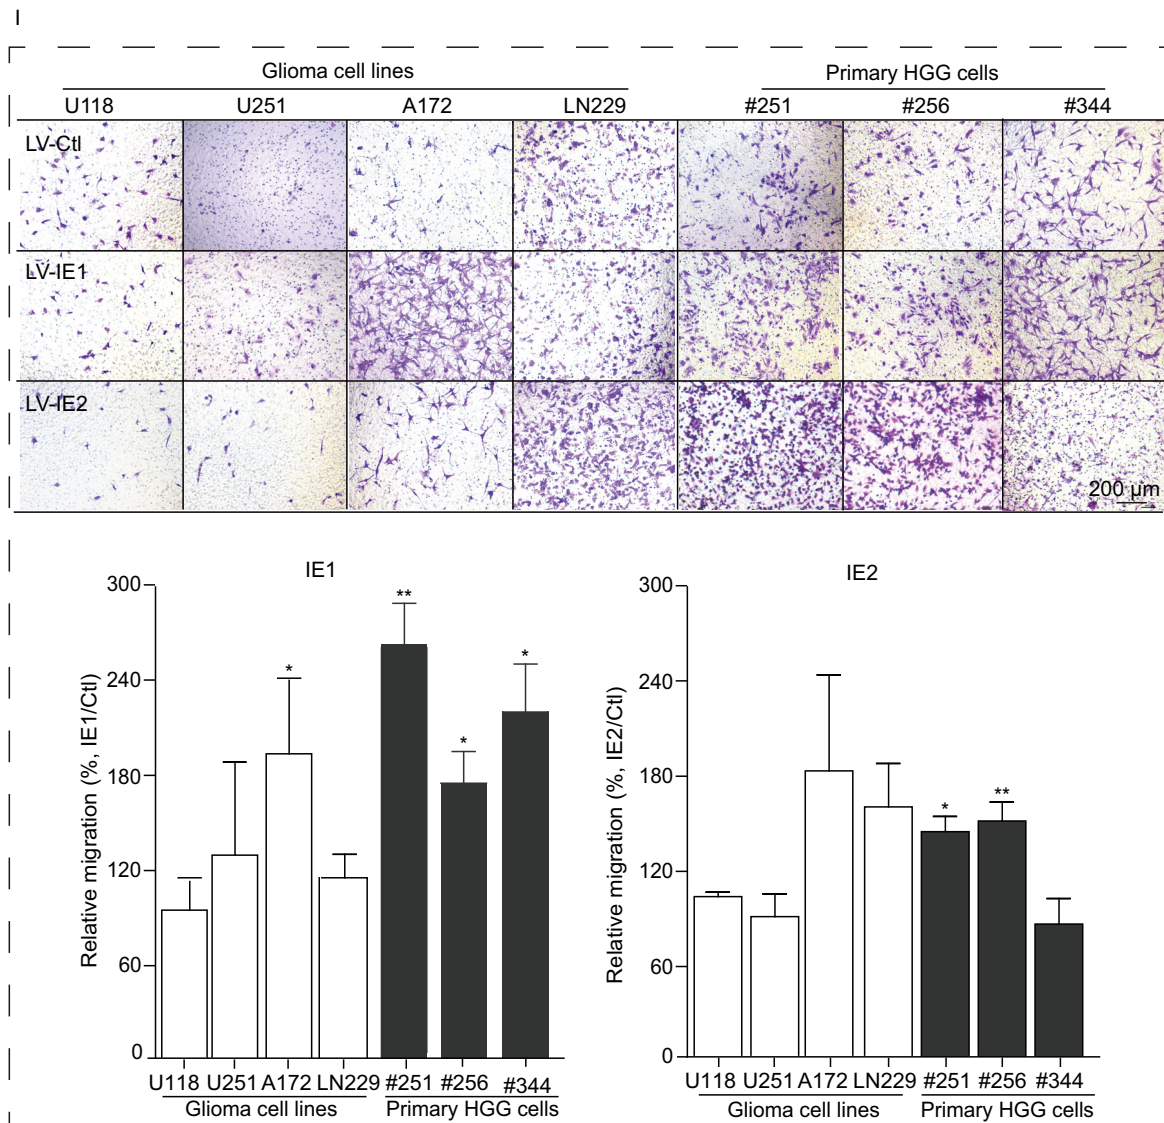 I
Glioma cell lines
Primary HGG cells
U118 U251 A172 LN229 #251 #256 #344
LV-Ctl
LV-IE1
LV-IE2
200 µm
IE1
Relative migration (%, IE1/Ctl)
300
240
180
120
60
0
*
**
*
*
U118 U251 A172 LN229 #251 #256 #344
Glioma cell lines Primary HGG cells
IE2
Relative migration (%, IE2/Ctl)
300
240
180
120
60
0
*
**
U118 U251 A172 LN229 #251 #256 #344
Glioma cell lines Primary HGG cells